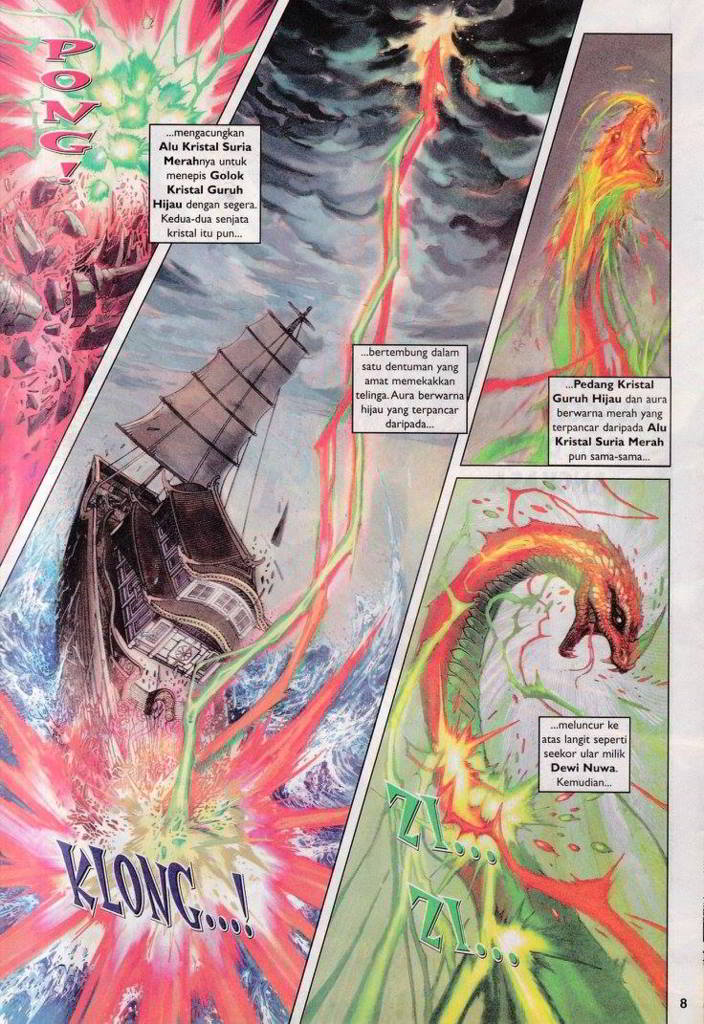 PONG!
...mengacungkan
Alu Kristal Suria
Merahnya untuk
menepis Golok
Kristal Guruh
Hijau dengan segera.
Kedua-dua senjata
kristal itu pun...
...bertembung dalam
satu dentuman yang
amat memekakkan
telinga. Aura berwarna
hijau yang terpancar
daripada...
KLONG...!
...Pedang Kristal
Guruh Hijau dan aura
berwarna merah yang
terpancar daripada Alu
Kristal Suria Merah
pun sama-sama...
...meluncur ke
atas langit seperti
seekor ular milik
Dewi Nuwa.
Kemudian...
ZI...
ZI...
8